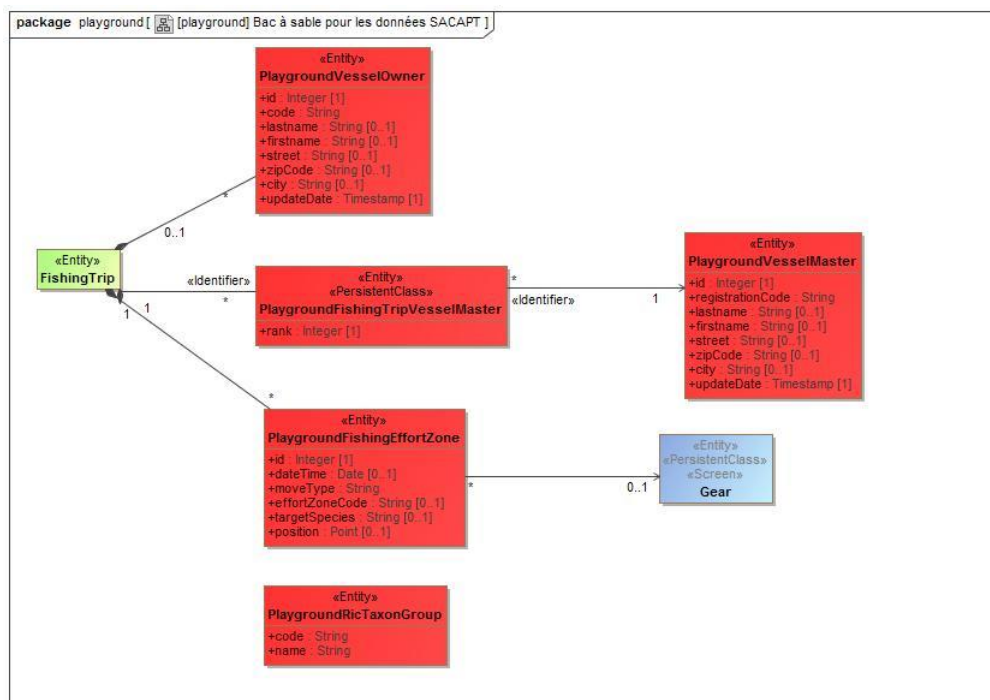 package playground [ [playground] Bac à sable pour les données SACAPT ]
«Entity»
PlaygroundVesselOwner
+id : Integer [1]
+code : String
+lastname : String [0..1]
+firstname : String [0..1]
+street : String [0..1]
+zipCode : String [0..1]
+city : String [0..1]
+updateDate : Timestamp [1]
*
0..1
«Entity»
FishingTrip
«Identifier»
*
1
1
«Entity»
«PersistentClass»
PlaygroundFishingTripVesselMaster
+rank : Integer [1]
*
«Identifier»
1
«Entity»
PlaygroundVesselMaster
+id : Integer [1]
+registrationCode : String
+lastname : String [0..1]
+firstname : String [0..1]
+street : String [0..1]
+zipCode : String [0..1]
+city : String [0..1]
+updateDate : Timestamp [1]
*
«Entity»
PlaygroundFishingEffortZone
+id : Integer [1]
+dateTime : Date [0..1]
+moveType : String
+effortZoneCode : String [0..1]
+targetSpecies : String [0..1]
+position : Point [0..1]
*
0..1
«Entity»
«PersistentClass»
«Screen»
Gear
«Entity»
PlaygroundRicTaxonGroup
+code : String
+name : String